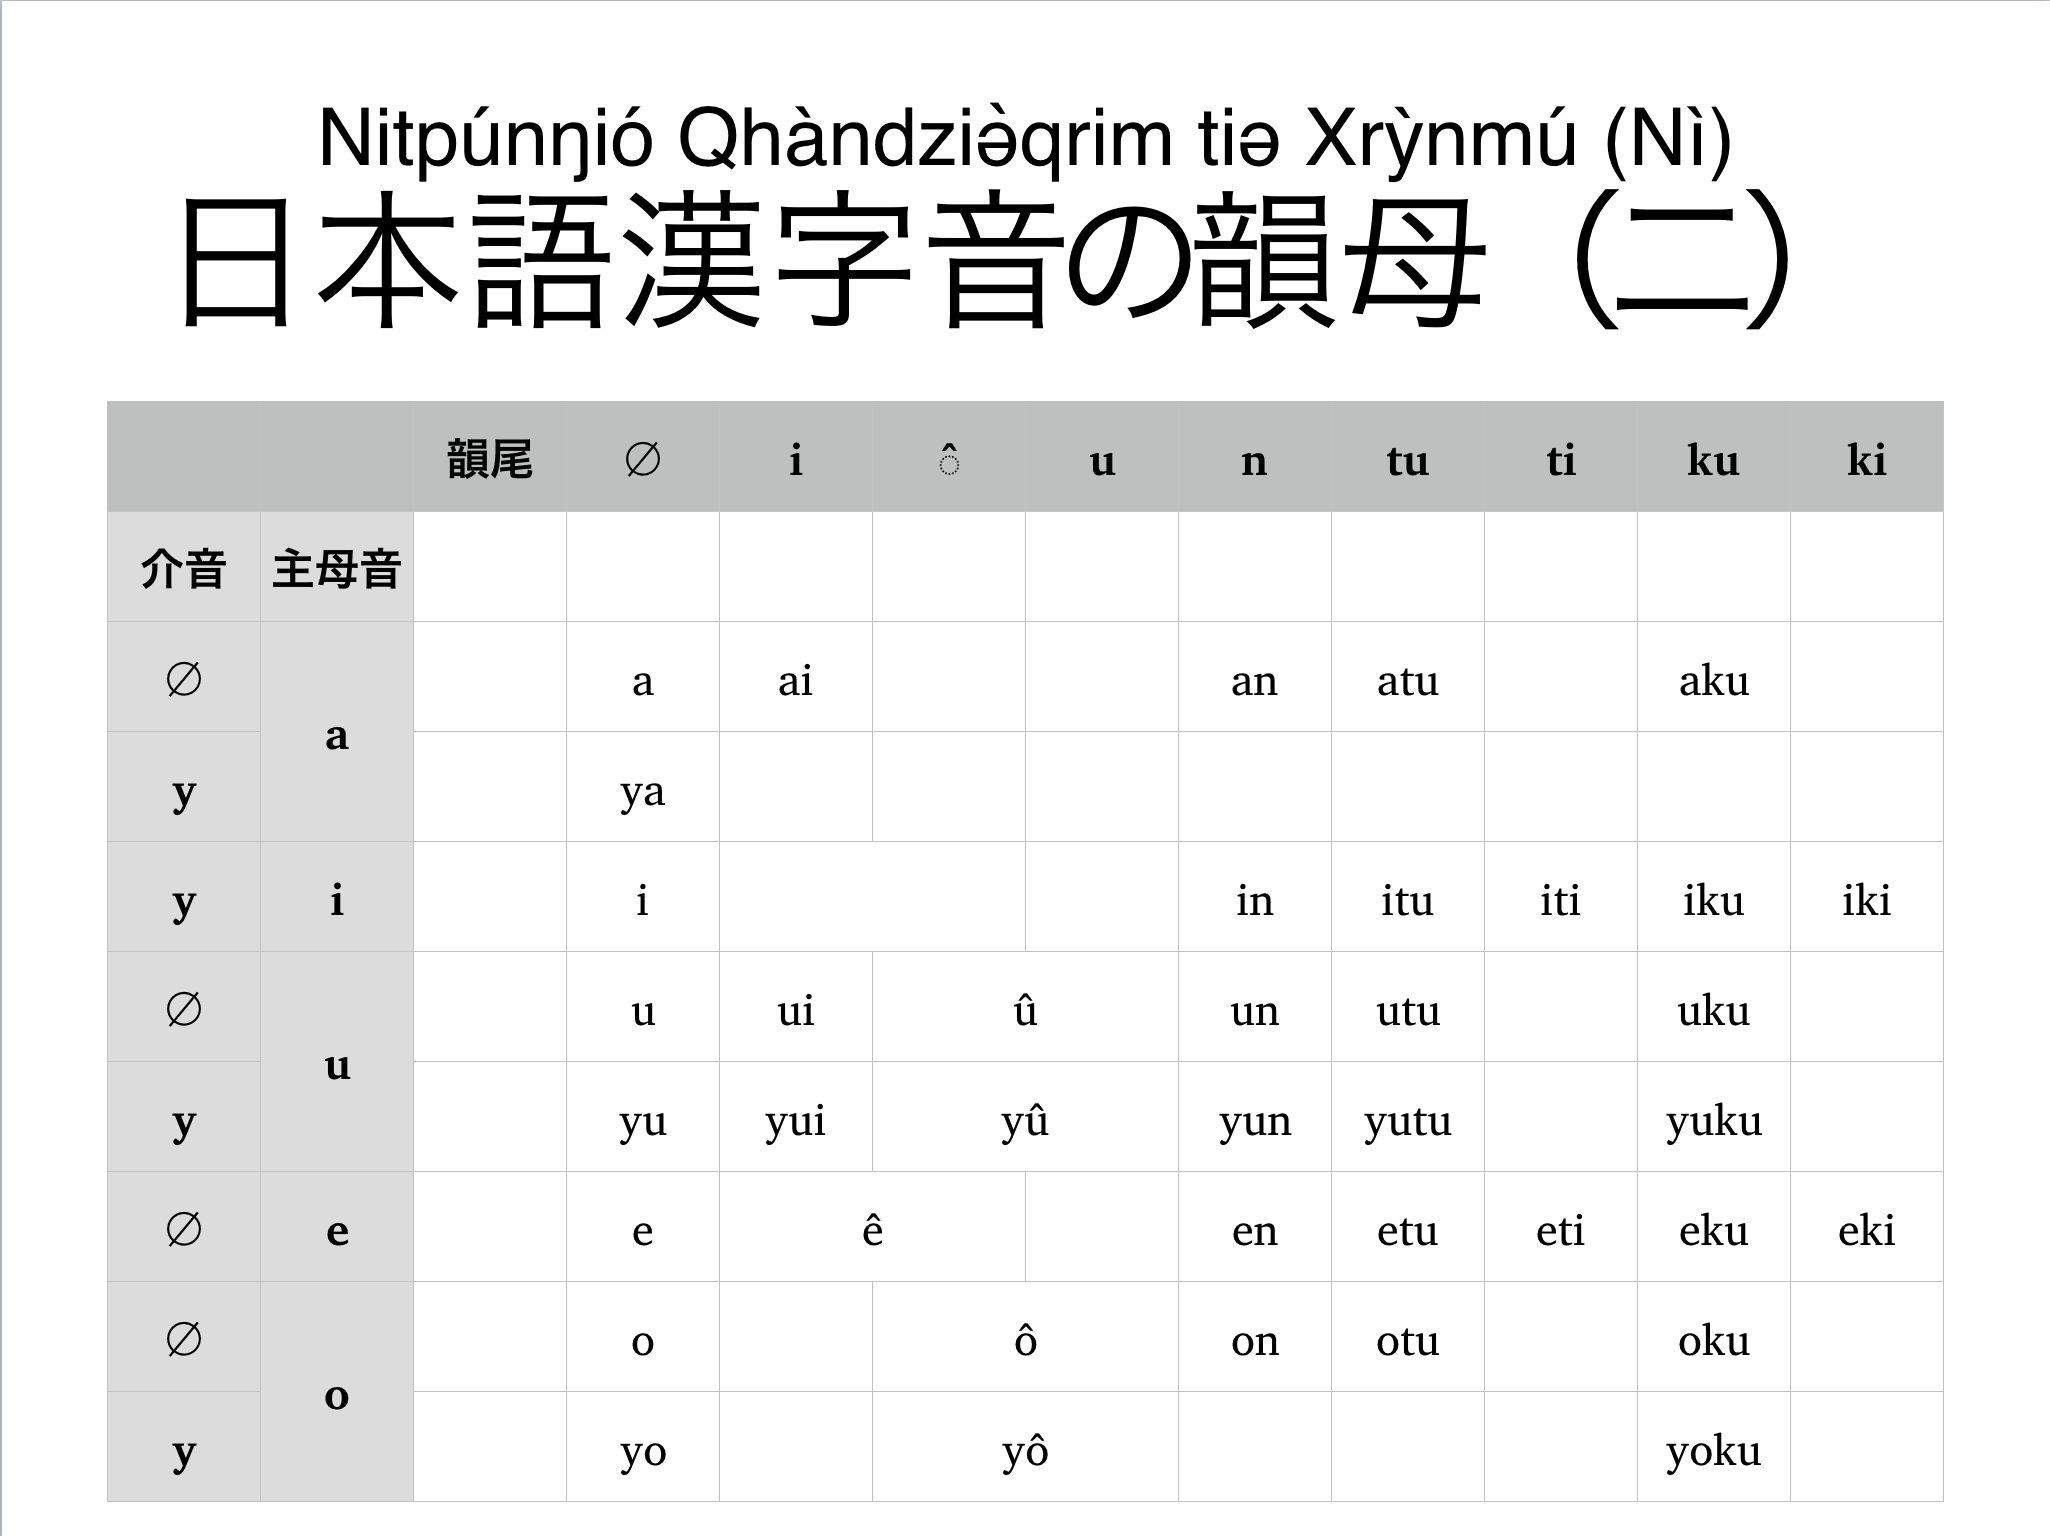 Nitpúnŋió Qhàndziə̀qrim tiə Xrỳnmú (Nì)
日本語漢字音の韻母（二）
韻尾 ∅ i ◌̂ u n tu ti ku ki
介音 主母音
∅ a a ai an atu aku
y ya
y i i in itu iti iku iki
∅ u u ui û un utu uku
y yu yui yû yun yutu yuku
∅ e e ê en etu eti eku eki
∅ o o ô on otu oku
y yo yô yoku